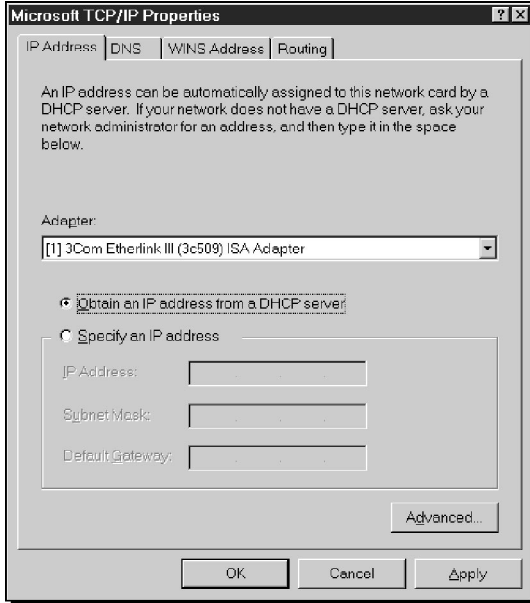 Microsoft TCP/IP Properties
IP Address DNS WINS Address Routing
An IP address can be automatically assigned to this network card by a
DHCP server. If your network does not have a DHCP server, ask your
network administrator for an address, and then type it in the space
below.
Adapter:
[1] 3Com Etherlink III (3c509) ISA Adapter
Obtain an IP address from a DHCP server
Specify an IP address
IP Address:
Subnet Mask:
Default Gateway:
Advanced...
OK Cancel Apply